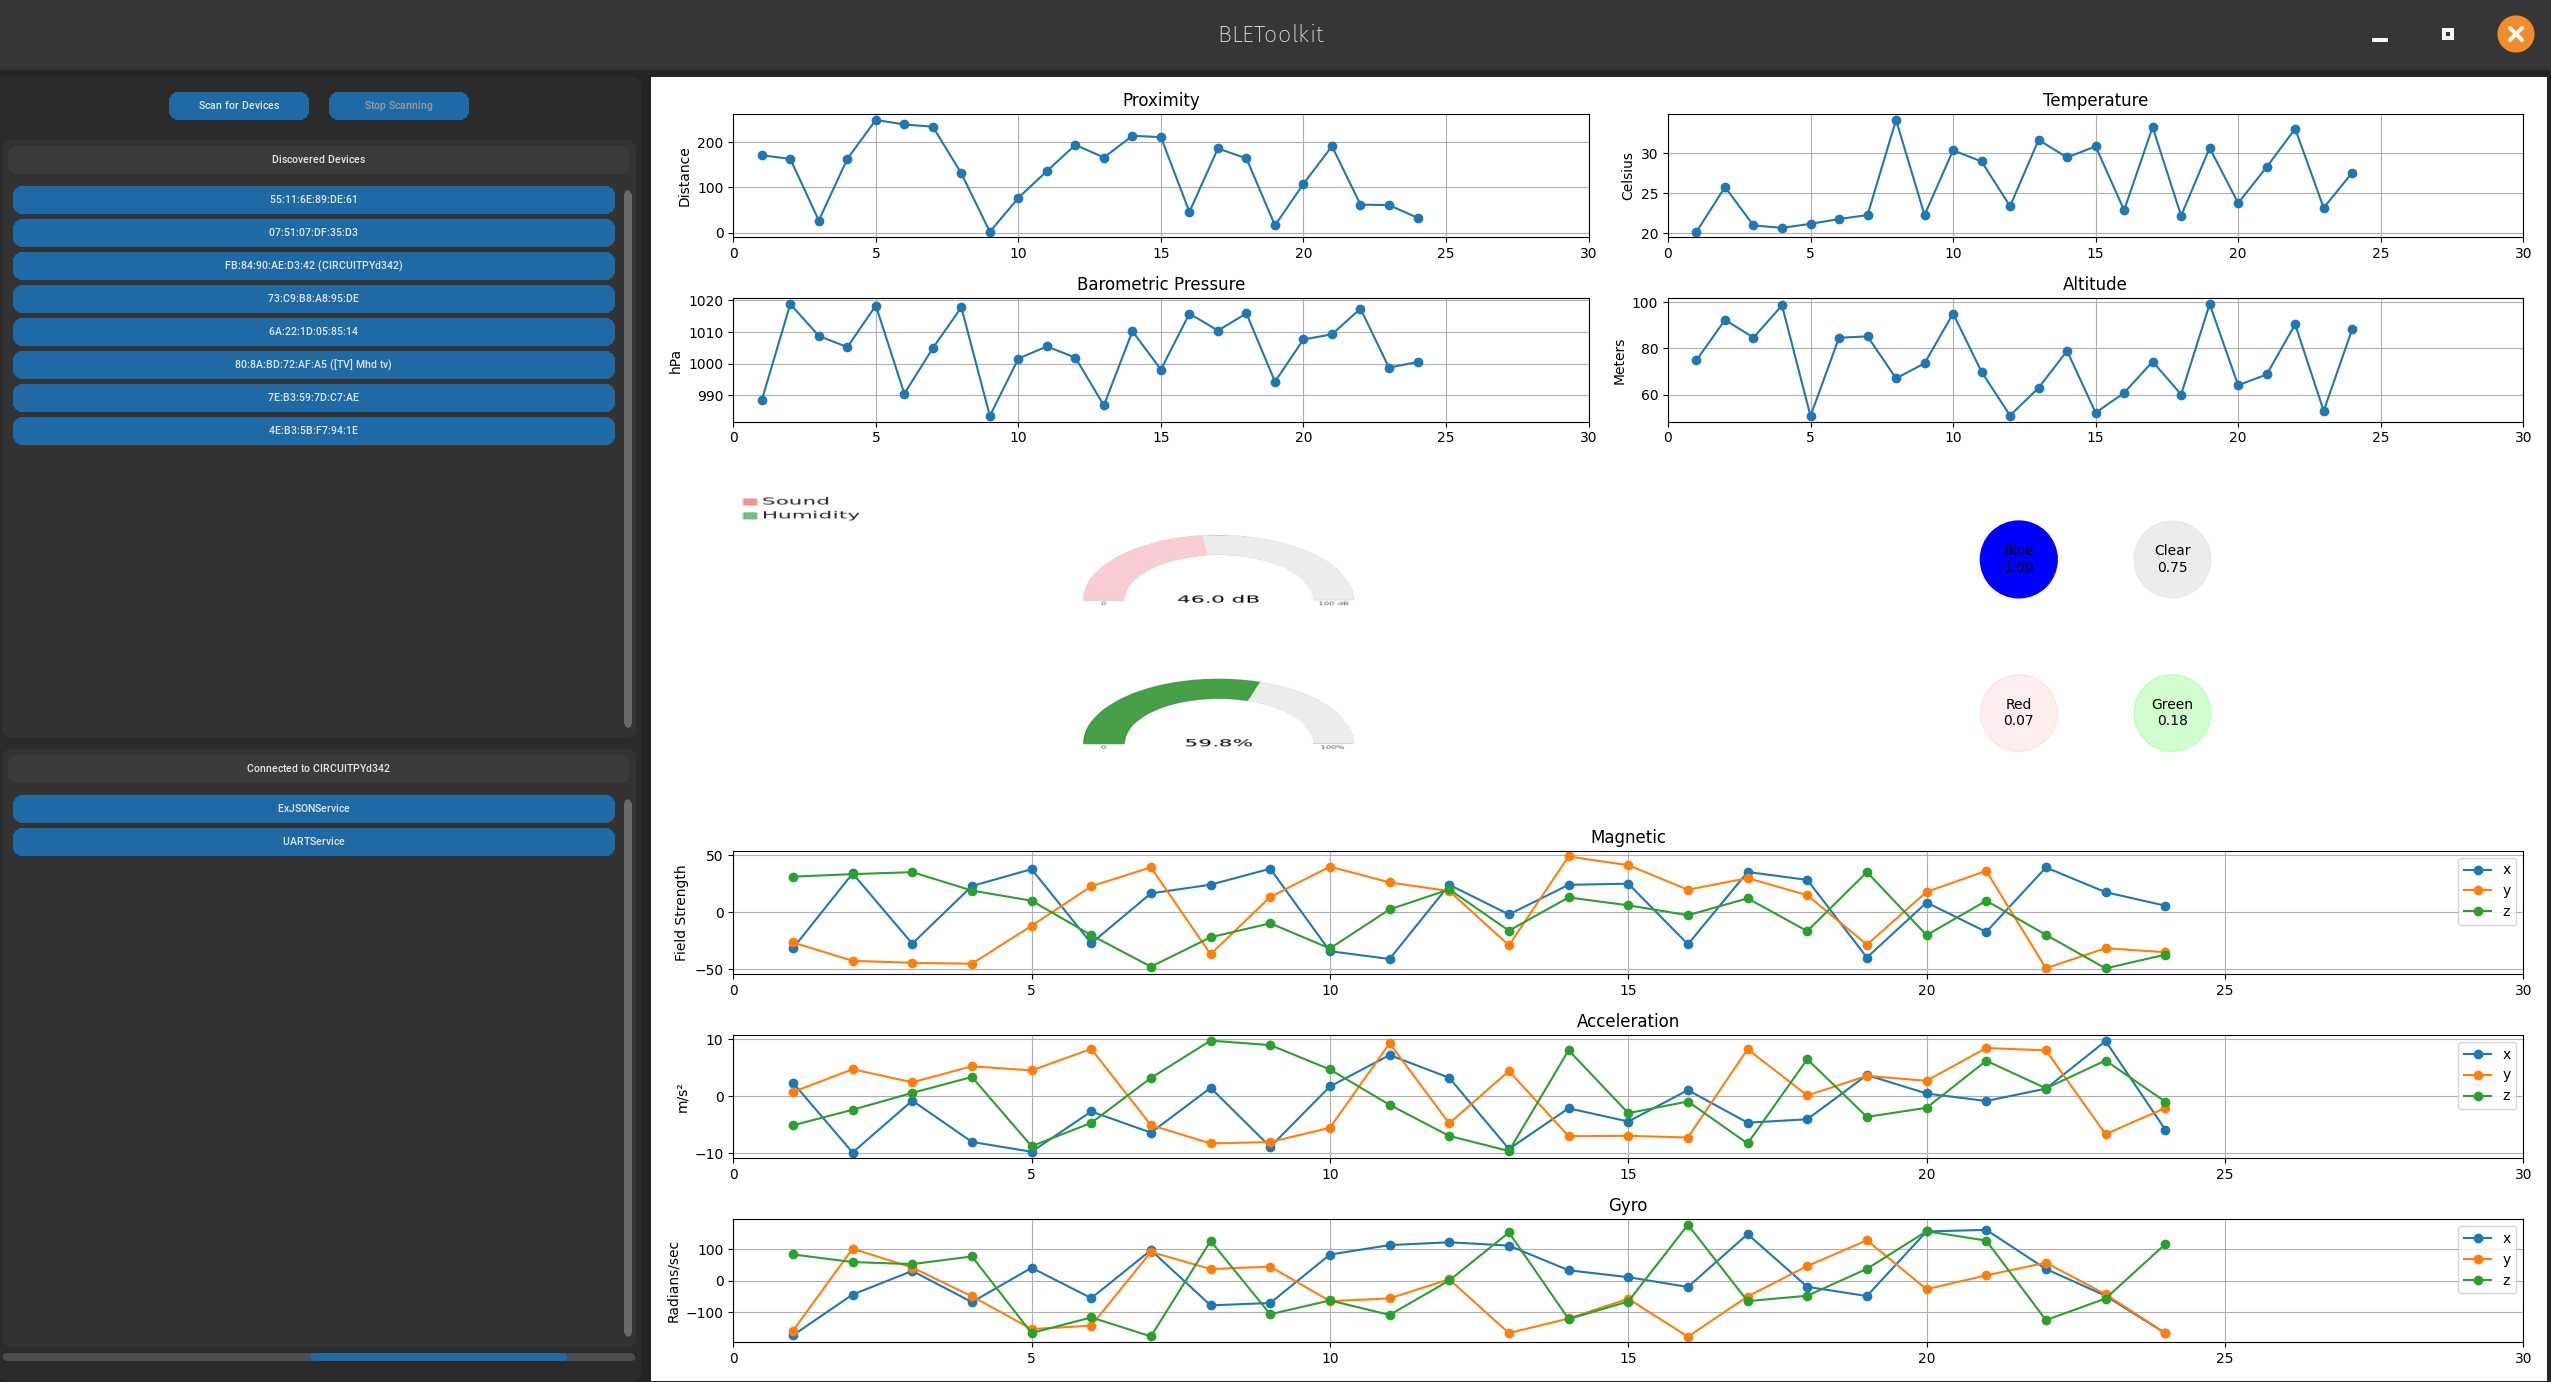 BLEToolkit
Scan for Devices
Stop Scanning
Discovered Devices
55:11:6E:89:DE:61
07:51:07:DF:35:D3
FB:84:90:AE:D3:42 (CIRCUITPYd342)
73:C9:B8:A8:95:DE
6A:22:1D:05:85:14
80:8A:BD:72:AF:A5 ([TV] Mhd tv)
7E:B3:59:7D:C7:AE
4E:B3:5B:F7:94:1E
Connected to CIRCUITPYd342
ExJSONService
UARTService
Proximity
Distance
200
100
0
0 5 10 15 20 25 30
Temperature
Celsius
30
25
20
0 5 10 15 20 25 30
Barometric Pressure
hPa
1020
1010
1000
990
0 5 10 15 20 25 30
Altitude
Meters
100
80
60
0 5 10 15 20 25 30
Sound
Humidity
46.0 dB
0 100 dB
59.8%
0 100%
Blue
1.00
Clear
0.75
Red
0.07
Green
0.18
Magnetic
Field Strength
50
0
−50
0 5 10 15 20 25 30
x
y
z
Acceleration
m/s²
10
0
−10
0 5 10 15 20 25 30
x
y
z
Gyro
Radians/sec
100
0
−100
0 5 10 15 20 25 30
x
y
z